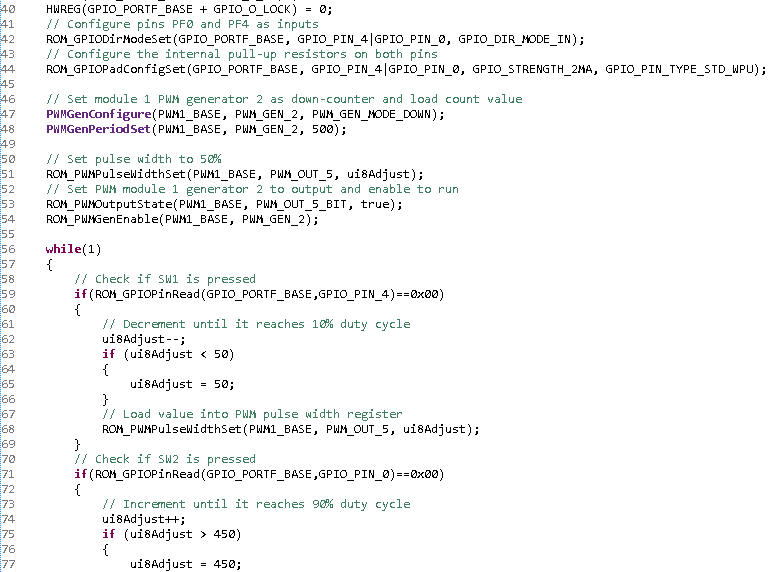 40 HWREG(GPIO_PORTF_BASE + GPIO_O_LOCK) = 0;
41 // Configure pins PF0 and PF4 as inputs
42 ROM_GPIODirModeSet(GPIO_PORTF_BASE, GPIO_PIN_4|GPIO_PIN_0, GPIO_DIR_MODE_IN);
43 // Configure the internal pull-up resistors on both pins
44 ROM_GPIOPadConfigSet(GPIO_PORTF_BASE, GPIO_PIN_4|GPIO_PIN_0, GPIO_STRENGTH_2MA, GPIO_PIN_TYPE_STD_WPU);
45
46 // Set module 1 PWM generator 2 as down-counter and load count value
47 PWMGenConfigure(PWM1_BASE, PWM_GEN_2, PWM_GEN_MODE_DOWN);
48 PWMGenPeriodSet(PWM1_BASE, PWM_GEN_2, 500);
49
50 // Set pulse width to 50%
51 ROM_PWMPulseWidthSet(PWM1_BASE, PWM_OUT_5, ui8Adjust);
52 // Set PWM module 1 generator 2 to output and enable to run
53 ROM_PWMOutputState(PWM1_BASE, PWM_OUT_5_BIT, true);
54 ROM_PWMGenEnable(PWM1_BASE, PWM_GEN_2);
55
56 while(1)
57 {
58 // Check if SW1 is pressed
59 if(ROM_GPIOPinRead(GPIO_PORTF_BASE,GPIO_PIN_4)==0x00)
60 {
61 // Decrement until it reaches 10% duty cycle
62 ui8Adjust--;
63 if (ui8Adjust < 50)
64 {
65 ui8Adjust = 50;
66 }
67 // Load value into PWM pulse width register
68 ROM_PWMPulseWidthSet(PWM1_BASE, PWM_OUT_5, ui8Adjust);
69 }
70 // Check if SW2 is pressed
71 if(ROM_GPIOPinRead(GPIO_PORTF_BASE,GPIO_PIN_0)==0x00)
72 {
73 // Increment until it reaches 90% duty cycle
74 ui8Adjust++;
75 if (ui8Adjust > 450)
76 {
77 ui8Adjust = 450;